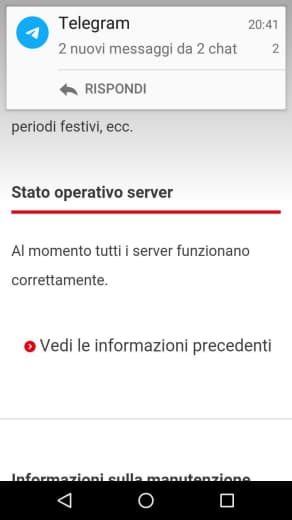 Telegram 20:41
2 nuovi messaggi da 2 chat 2
RISPONDI
periodi festivi, ecc.
Stato operativo server
Al momento tutti i server funzionano
correttamente.
Vedi le informazioni precedenti
Informazioni sulla manutenzione